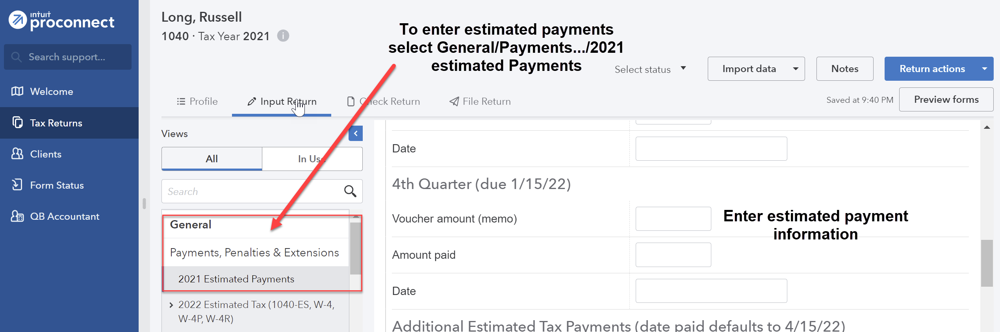 intuit
proconnect
Search support...
Welcome
Tax Returns
Clients
Form Status
QB Accountant
Long, Russell
1040 · Tax Year 2021
To enter estimated payments
select General/Payments.../2021
estimated Payments
Select status
Import data
Notes
Return actions
Profile
Input Return
Check Return
File Return
Saved at 9:40 PM
Preview forms
Views
All
In Use
Search
General
Payments, Penalties & Extensions
2021 Estimated Payments
2022 Estimated Tax (1040-ES, W-4,
W-4P, W-4R)
Date
4th Quarter (due 1/15/22)
Voucher amount (memo)
Enter estimated payment
information
Amount paid
Date
Additional Estimated Tax Payments (date paid defaults to 4/15/22)